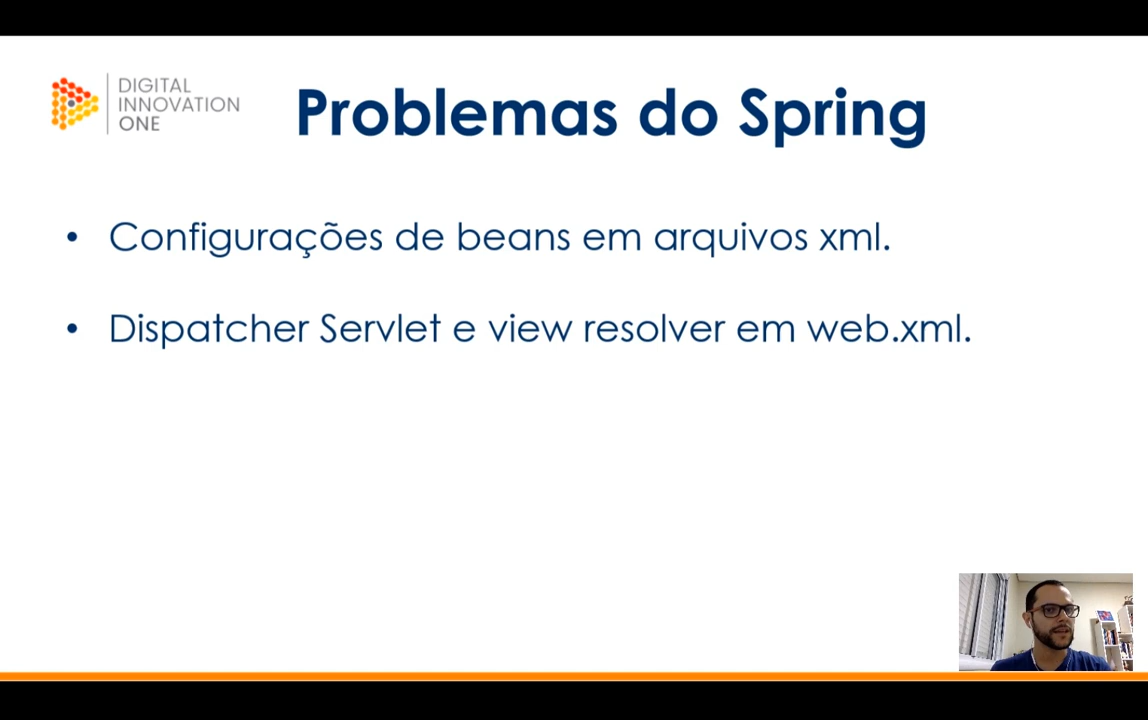 DIGITAL
INNOVATION
ONE
Problemas do Spring
• Configurações de beans em arquivos xml.
• Dispatcher Servlet e view resolver em web.xml.